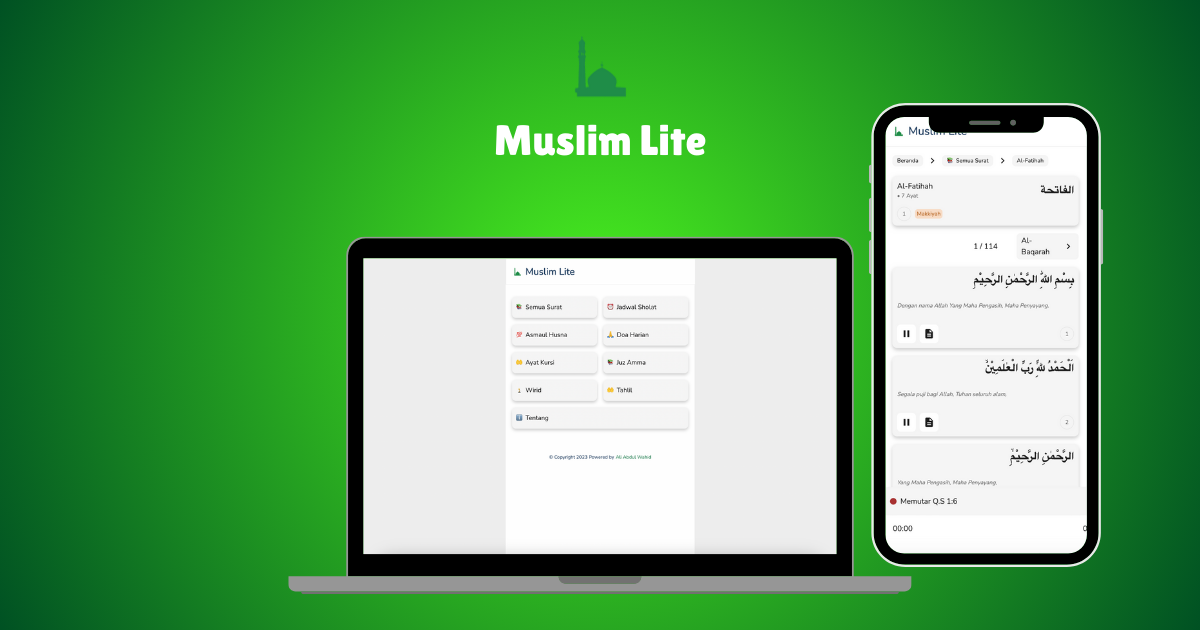 Muslim Lite
Muslim Lite
Semua Surat
Jadwal Sholat
Asmaul Husna
Doa Harian
Ayat Kursi
Juz Amma
Wirid
Tahlil
Tentang
© Copyright 2023 Powered by Ali Abdul Wahid
Muslim Lite
Beranda > Semua Surat > Al-Fatihah
Al-Fatihah
الفاتحة
• 7 Ayat
1 Makkiyah
1 / 114
Al-
Baqarah
بِسْمِ اللّٰهِ الرَّحْمٰنِ الرَّحِيْمِ
Dengan nama Allah Yang Maha Pengasih, Maha Penyayang.
1
اَلْحَمْدُ لِلّٰهِ رَبِّ الْعٰلَمِيْنَۙ
Segala puji bagi Allah, Tuhan seluruh alam,
2
الرَّحْمٰنِ الرَّحِيْمِۙ
Yang Maha Pengasih, Maha Penyayang,
Memutar Q.S 1:6
00:00
0